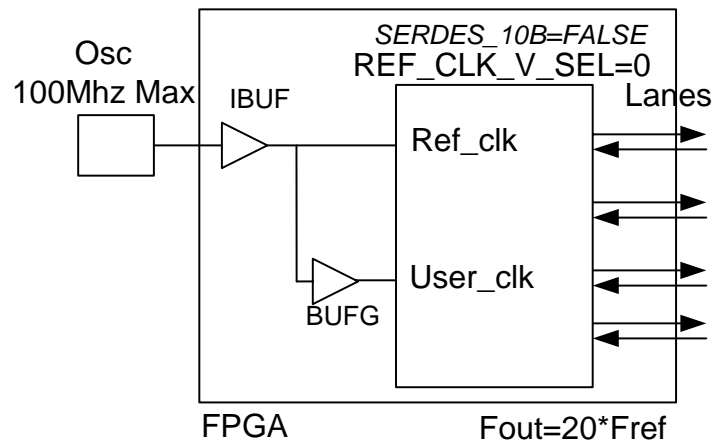 SERDES_10B=FALSE
REF_CLK_V_SEL=0
Osc
100Mhz Max
IBUF
Lanes
Ref_clk
User_clk
BUFG
FPGA
Fout=20*Fref